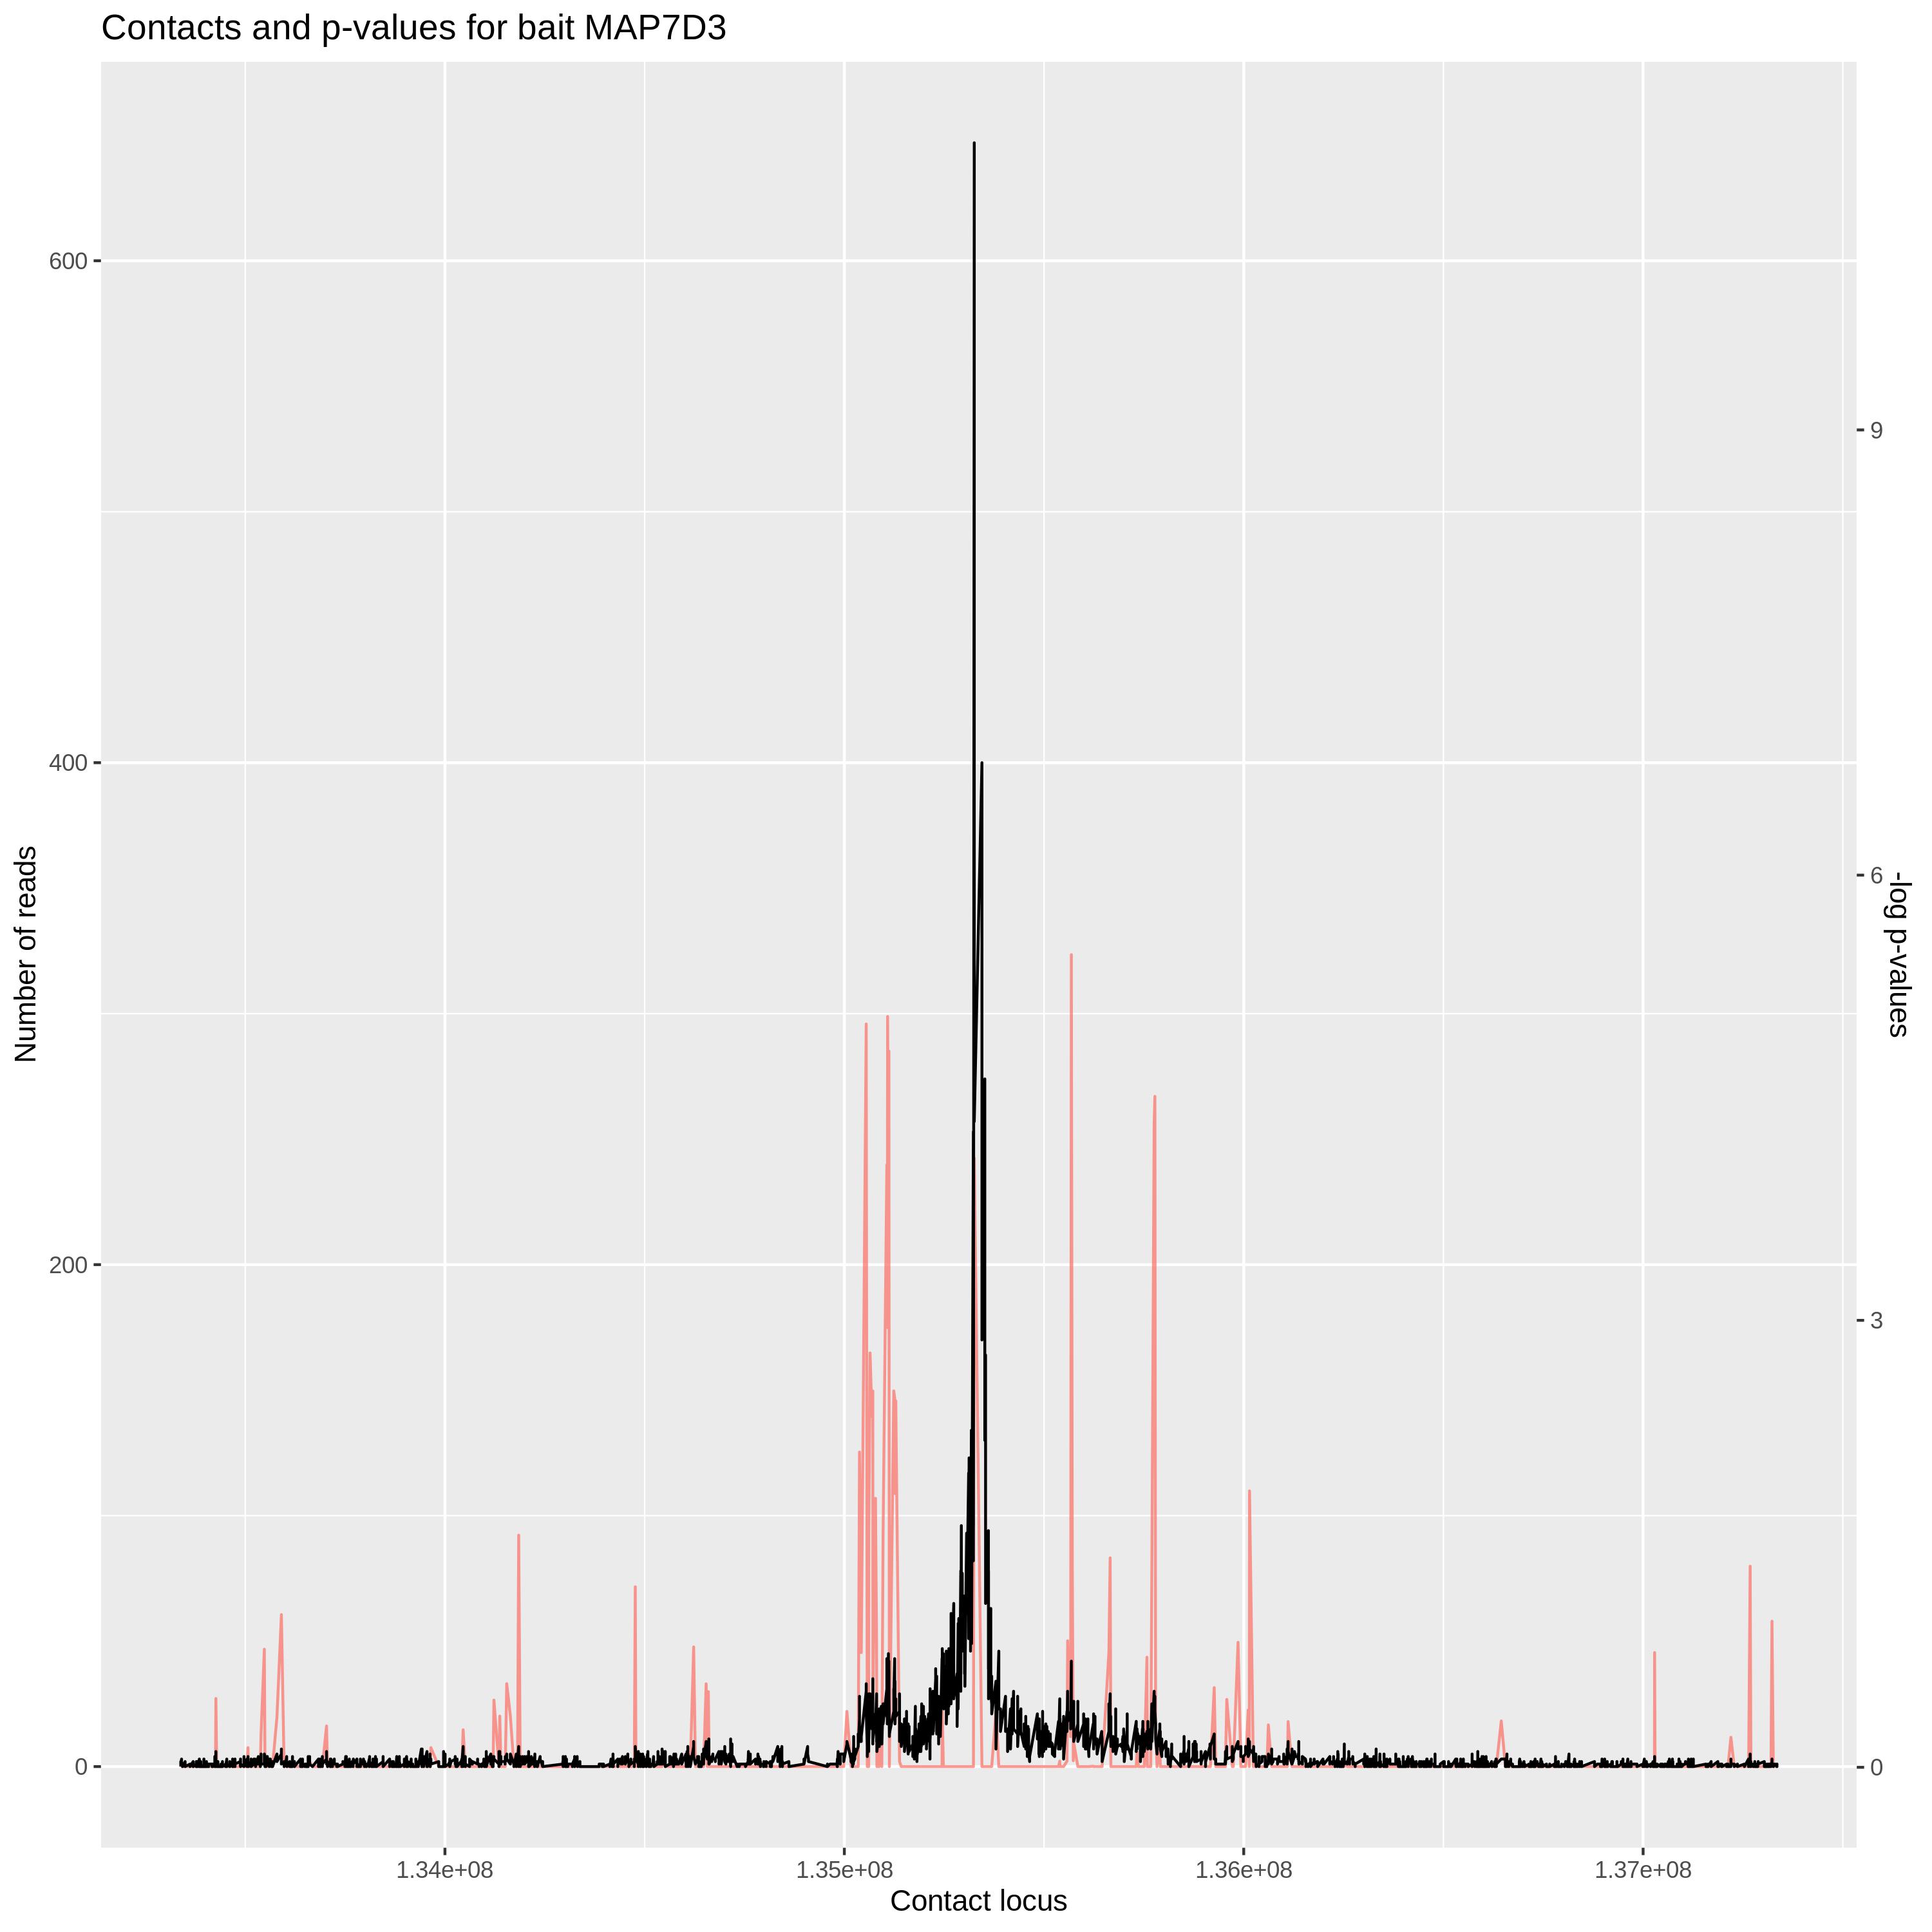 Contacts and p-values for bait MAP7D3
Number of reads
600
400
200
0
9
6
3
0
-log p-values
1.34e+08
1.35e+08
1.36e+08
1.37e+08
Contact locus